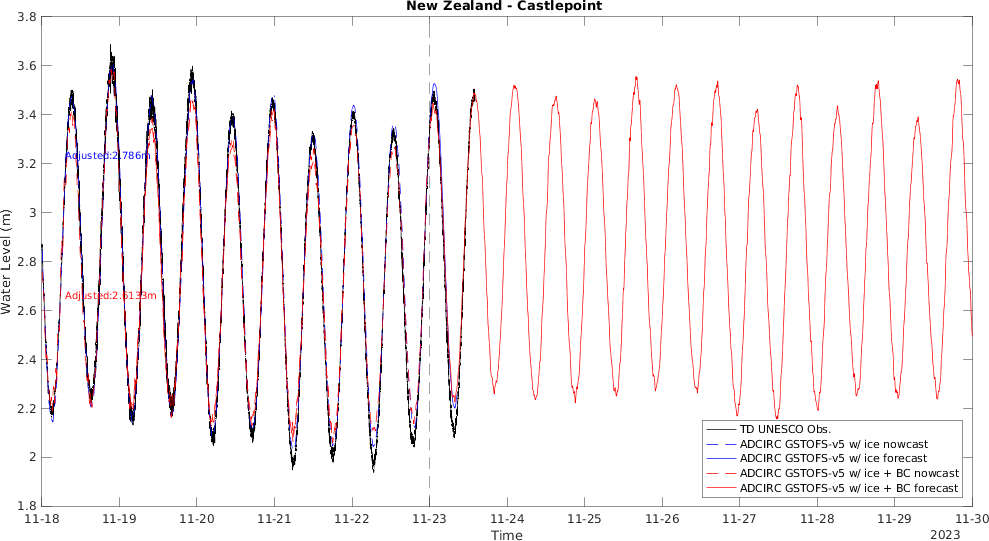 New Zealand - Castlepoint
3.8
3.6
3.4
3.2
3
2.8
2.6
2.4
2.2
2
1.8
Water Level (m)
Adjusted:2.786m
Adjusted:2.6133m
TD UNESCO Obs.
ADCIRC GSTOFS-v5 w/ ice nowcast
ADCIRC GSTOFS-v5 w/ ice forecast
ADCIRC GSTOFS-v5 w/ ice + BC nowcast
ADCIRC GSTOFS-v5 w/ ice + BC forecast
11-18 11-19 11-20 11-21 11-22 11-23 11-24 11-25 11-26 11-27 11-28 11-29 11-30
Time
2023